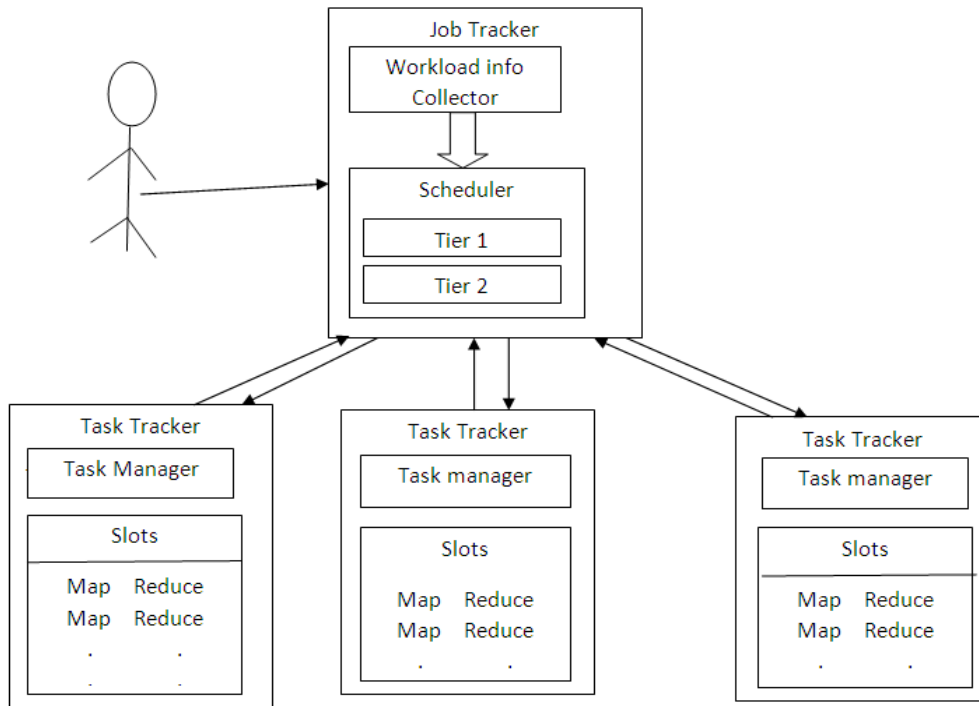 Job Tracker
Workload info
Collector
Scheduler
Tier 1
Tier 2
Task Tracker
Task Manager
Slots
Map Reduce
Map Reduce
. .
. .
Task Tracker
Task manager
Slots
Map Reduce
Map Reduce
. .
Task Tracker
Task manager
Slots
Map Reduce
Map Reduce
. .